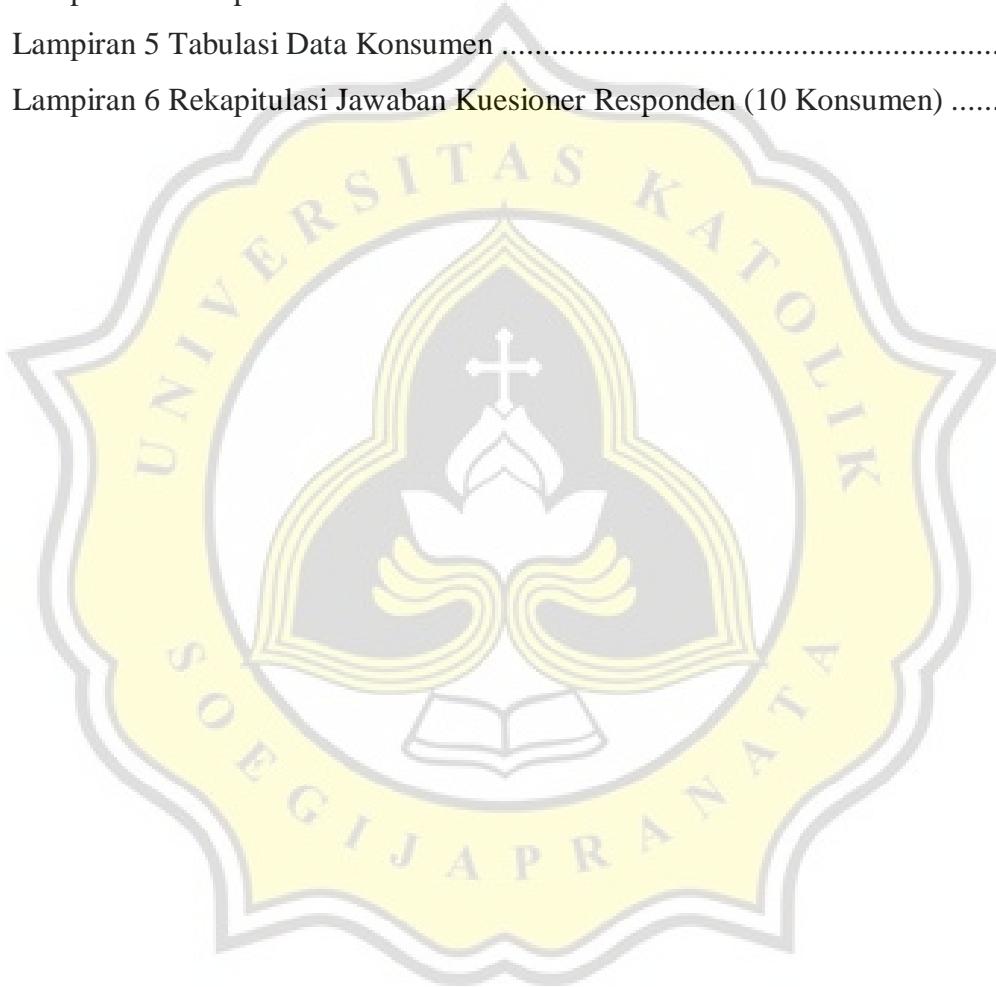 Lampiran 5 Tabulasi Data Konsumen ..........................................................
Lampiran 6 Rekapitulasi Jawaban Kuesioner Responden (10 Konsumen) ......
UNIVERSITAS KATOLIK
SOEGIJAPRANATA